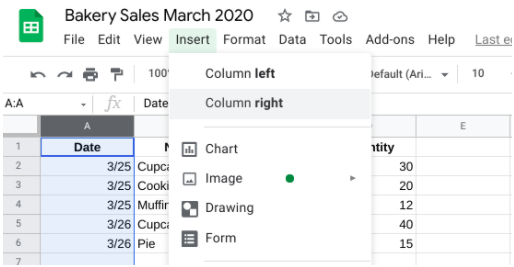 Bakery Sales March 2020
File Edit View Insert Format Data Tools Add-ons Help Last e
100 Default (Ari... 10
Column left
Column right
A:A fx Date
A E
1 Date ntity
2 3/25 Cupca 30
3 3/25 Cooki 20
4 3/25 Muffir 12
5 3/26 Cupca 40
6 3/26 Pie 15
7
Chart
Image
Drawing
Form